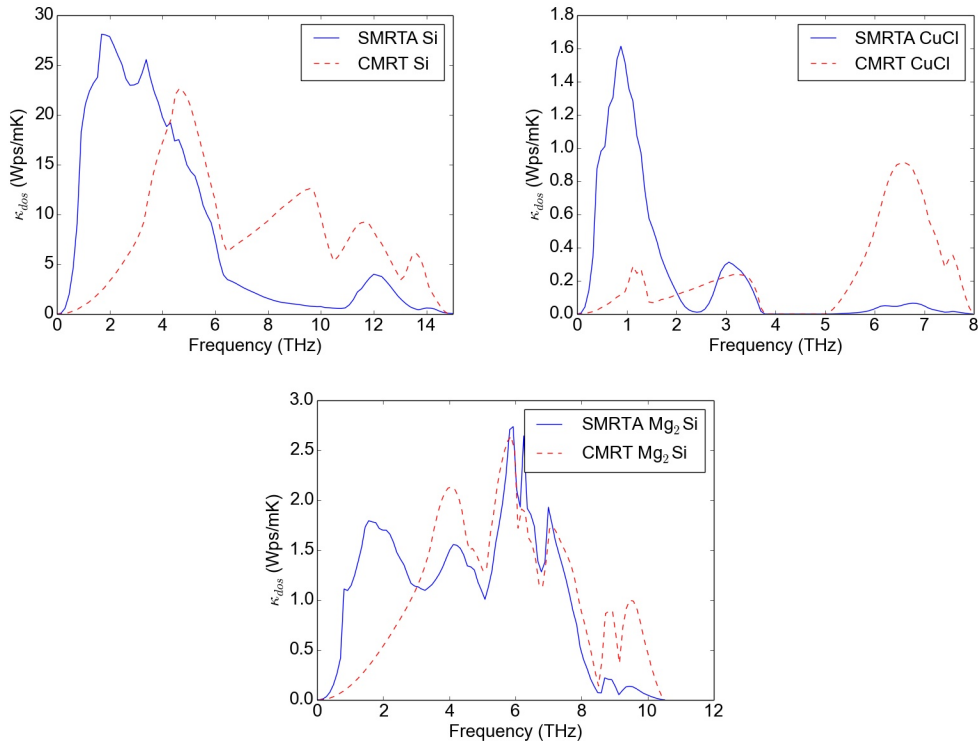 30
25
20
15
10
5
0
κdos (Wps/mK)
SMRTA Si
CMRT Si
0 2 4 6 8 10 12 14
Frequency (THz)
1.8
1.6
1.4
1.2
1.0
0.8
0.6
0.4
0.2
0.0
κdos (Wps/mK)
SMRTA CuCl
CMRT CuCl
0 1 2 3 4 5 6 7 8
Frequency (THz)
3.0
2.5
2.0
1.5
1.0
0.5
0.0
κdos (Wps/mK)
SMRTA Mg₂Si
CMRT Mg₂Si
0 2 4 6 8 10 12
Frequency (THz)